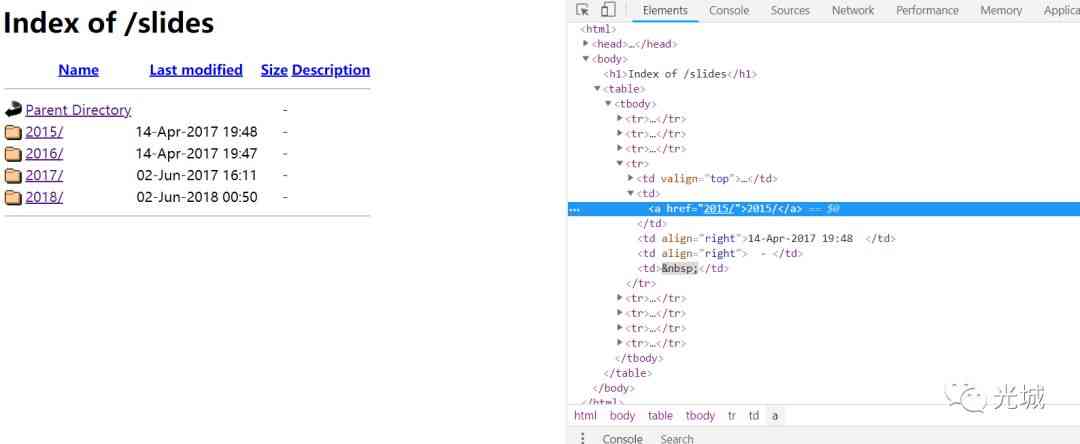 Index of /slides
Name Last modified Size Description
Parent Directory -
2015/ 14-Apr-2017 19:48 -
2016/ 14-Apr-2017 19:47 -
2017/ 02-Jun-2017 16:11 -
2018/ 02-Jun-2018 00:50 -
Elements Console Sources Network Performance Memory Applica
<html>
<head>…</head>
<body>
<h1>Index of /slides</h1>
<table>
<tbody>
<tr>…</tr>
<tr>…</tr>
<tr>…</tr>
<tr>
<td valign="top">…</td>
<td>
… <a href="2015/">2015/</a> == $0
</td>
<td align="right">14-Apr-2017 19:48  </td>
<td align="right">  - </td>
<td>&nbsp;</td>
</tr>
<tr>…</tr>
<tr>…</tr>
<tr>…</tr>
<tr>…</tr>
</tbody>
</table>
</body>
</html>
光城
html body table tbody tr td a
Console Search